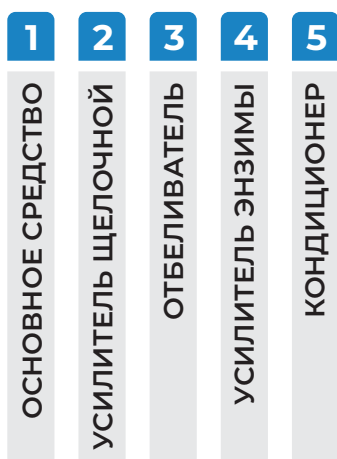 1
ОСНОВНОЕ СРЕДСТВО
2
УСИЛИТЕЛЬ ЩЕЛОЧНОЙ
3
ОТБЕЛИВАТЕЛЬ
4
УСИЛИТЕЛЬ ЭНЗИМЫ
5
КОНДИЦИОНЕР